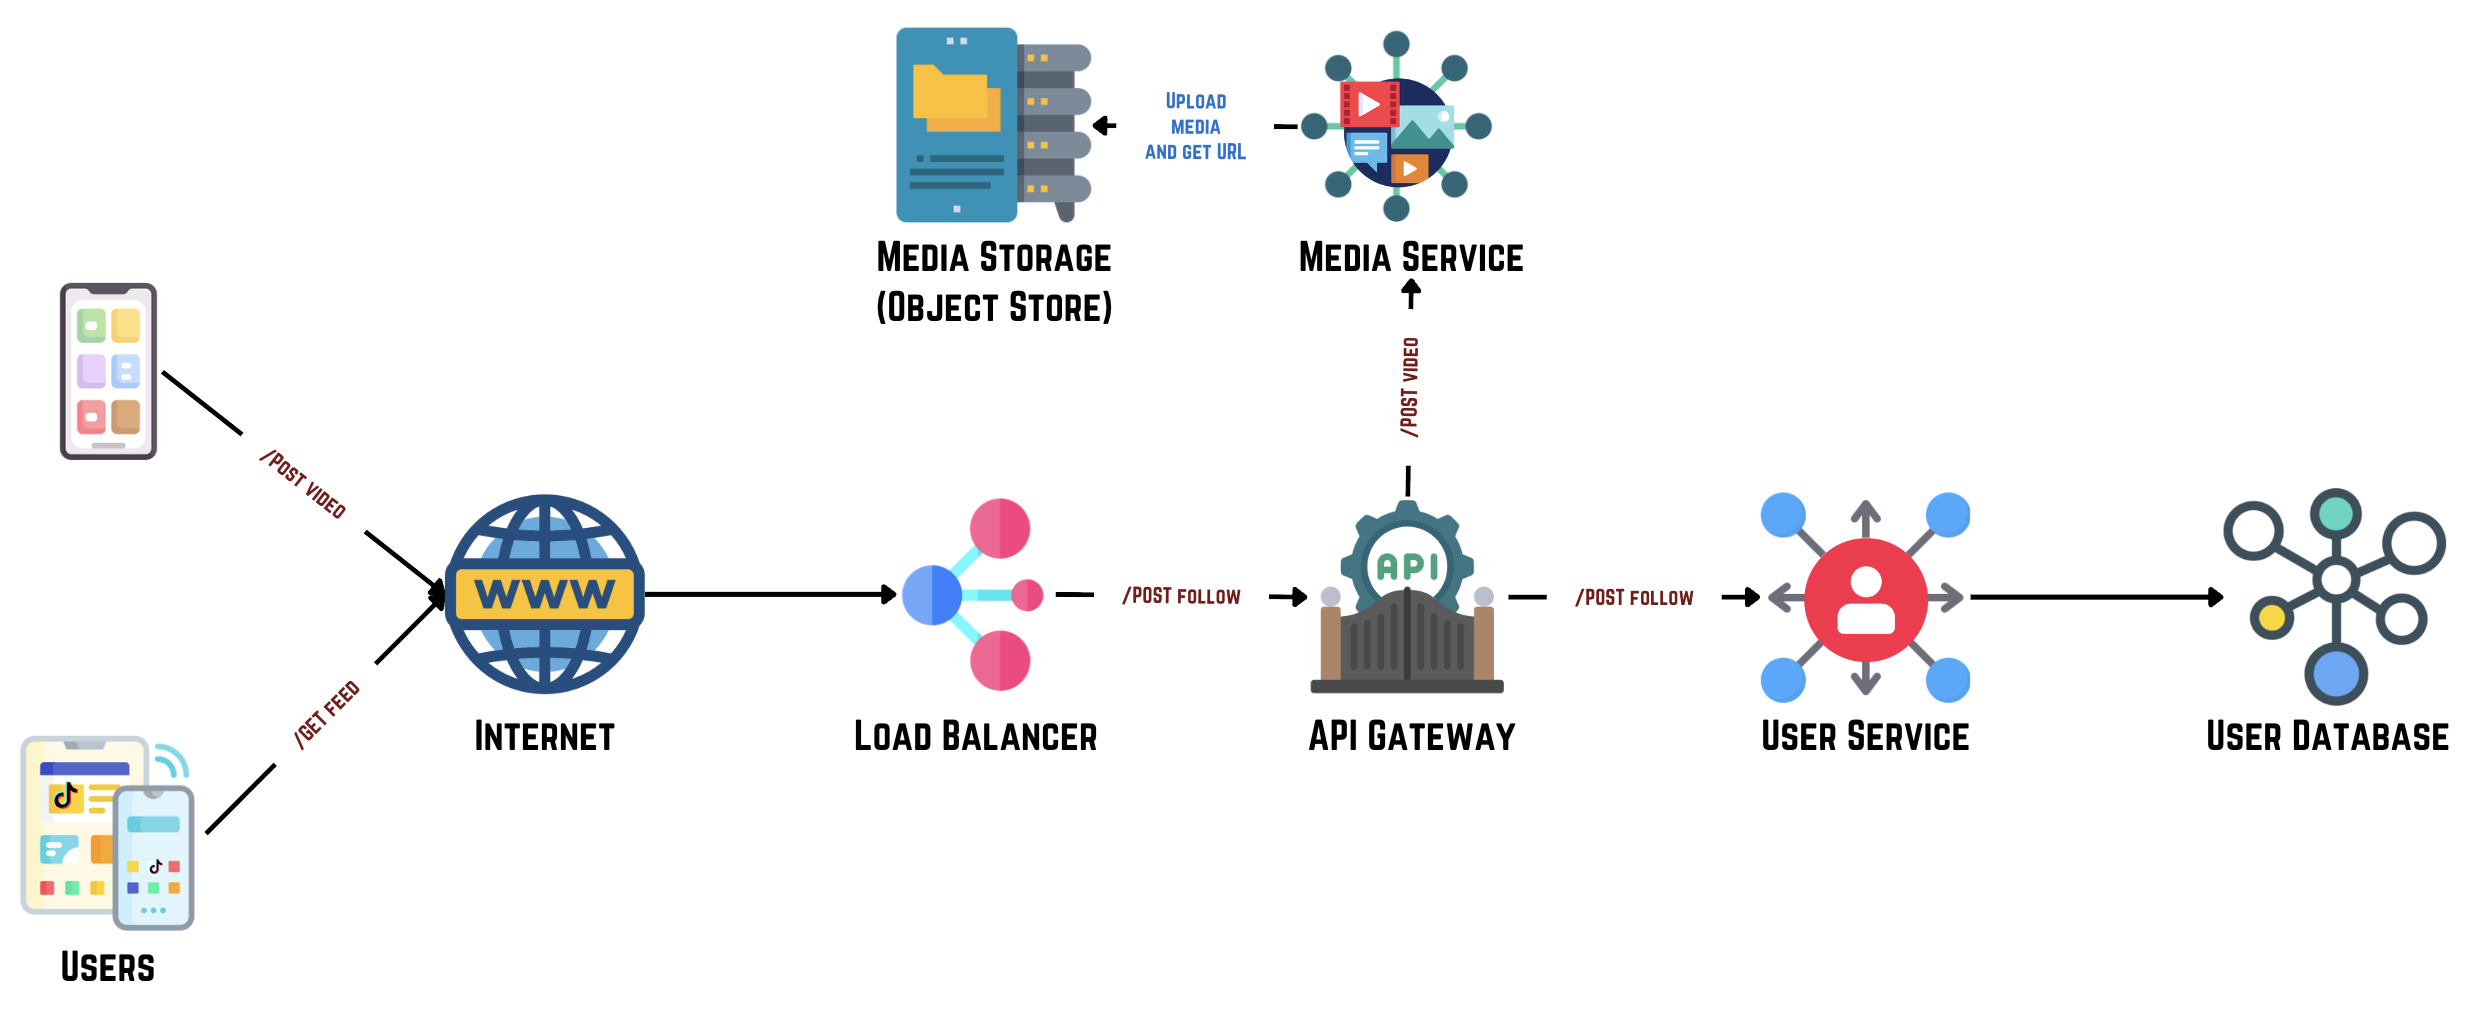 Upload
media
and get URL
Media Storage
(Object Store)
Media Service
/POST video
/POST video
API
www
/POST follow
/POST follow
/GET feed
Internet
Load Balancer
API Gateway
User Service
User Database
Users